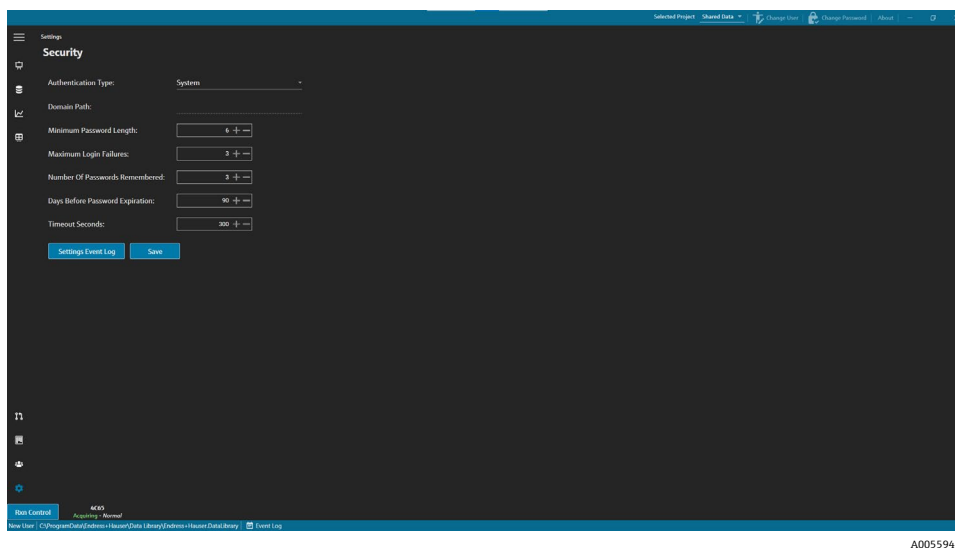 Selected Project Shared Data Change User Change Password About
Settings
Security
Authentication Type: System
Domain Path:
Minimum Password Length: 6
Maximum Login Failures: 3
Number Of Passwords Remembered: 3
Days Before Password Expiration: 90
Timeout Seconds: 300
Settings Event Log Save
Rxn Control 4C65
Acquiring - Normal
New User C:\ProgramData\Endress+Hauser\Data Library\Endress+Hauser.DataLibrary Event Log
A005594